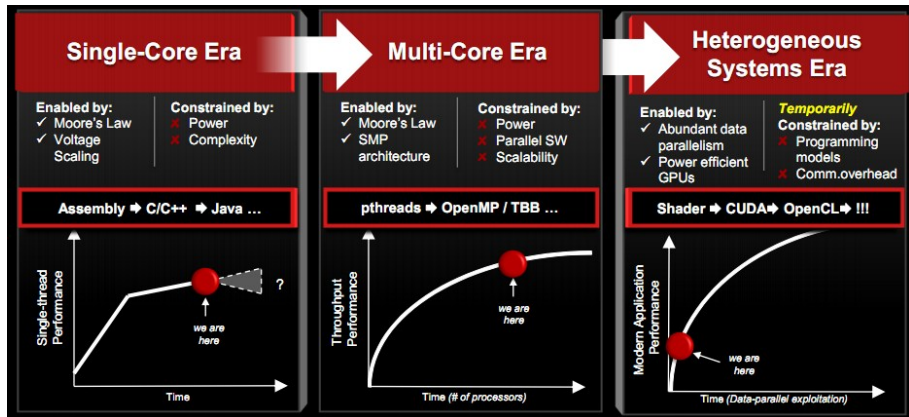 Single-Core Era
Enabled by:
✓ Moore's Law
✓ Voltage
Scaling
Constrained by:
✗ Power
✗ Complexity
Assembly ➔ C/C++ ➔ Java ...
Single-thread
Performance
?
we are
here
Time
Multi-Core Era
Enabled by:
✓ Moore's Law
✓ SMP
architecture
Constrained by:
✗ Power
✗ Parallel SW
✗ Scalability
pthreads ➔ OpenMP / TBB ...
Throughput
Performance
we are
here
Time (# of processors)
Heterogeneous
Systems Era
Enabled by:
✓ Abundant data
parallelism
✓ Power efficient
GPUs
Temporarily
Constrained by:
✗ Programming
models
✗ Comm.overhead
Shader ➔ CUDA➔ OpenCL➔ !!!
Modern Application
Performance
we are
here
Time (Data-parallel exploitation)